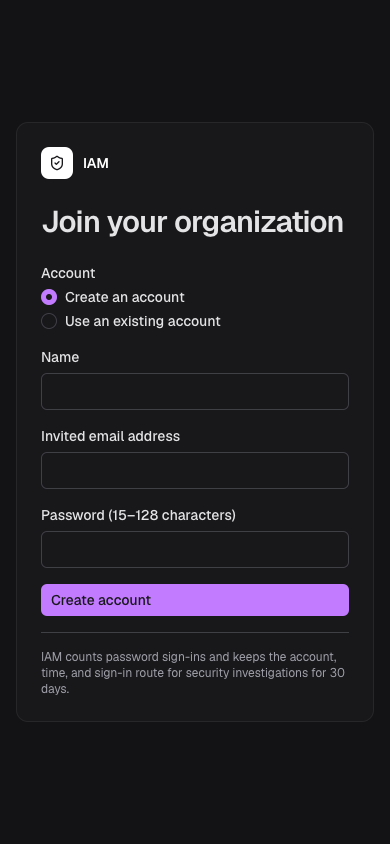 IAM
Join your organization
Account
Create an account
Use an existing account
Name
Invited email address
Password (15–128 characters)
Create account
IAM counts password sign-ins and keeps the account,
time, and sign-in route for security investigations for 30
days.